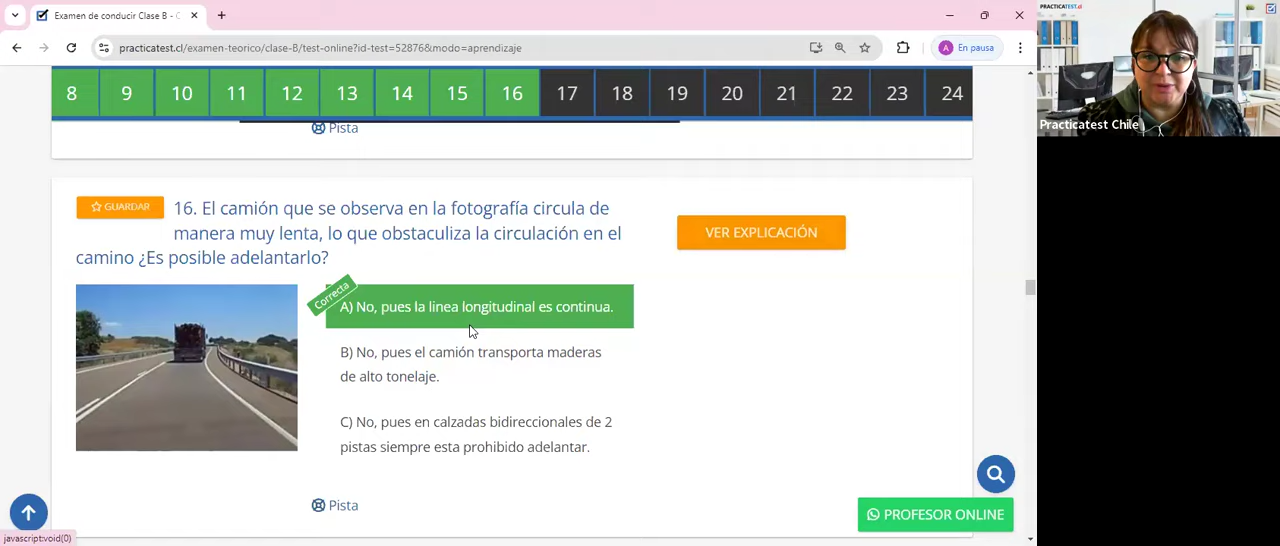 Examen de conducir Clase B - C
practicatest.cl/examen-teorico/clase-B/test-online?id-test=52876&modo=aprendizaje
A En pausa
8 9 10 11 12 13 14 15 16 17 18 19 20 21 22 23 24
Pista
GUARDAR
16. El camión que se observa en la fotografía circula de
manera muy lenta, lo que obstaculiza la circulación en el
camino ¿Es posible adelantarlo?
VER EXPLICACIÓN
Correcta
A) No, pues la linea longitudinal es continua.
B) No, pues el camión transporta maderas
de alto tonelaje.
C) No, pues en calzadas bidireccionales de 2
pistas siempre esta prohibido adelantar.
Pista
PROFESOR ONLINE
javascript:void(0)
PRACTICATEST.cl
Practicatest Chile